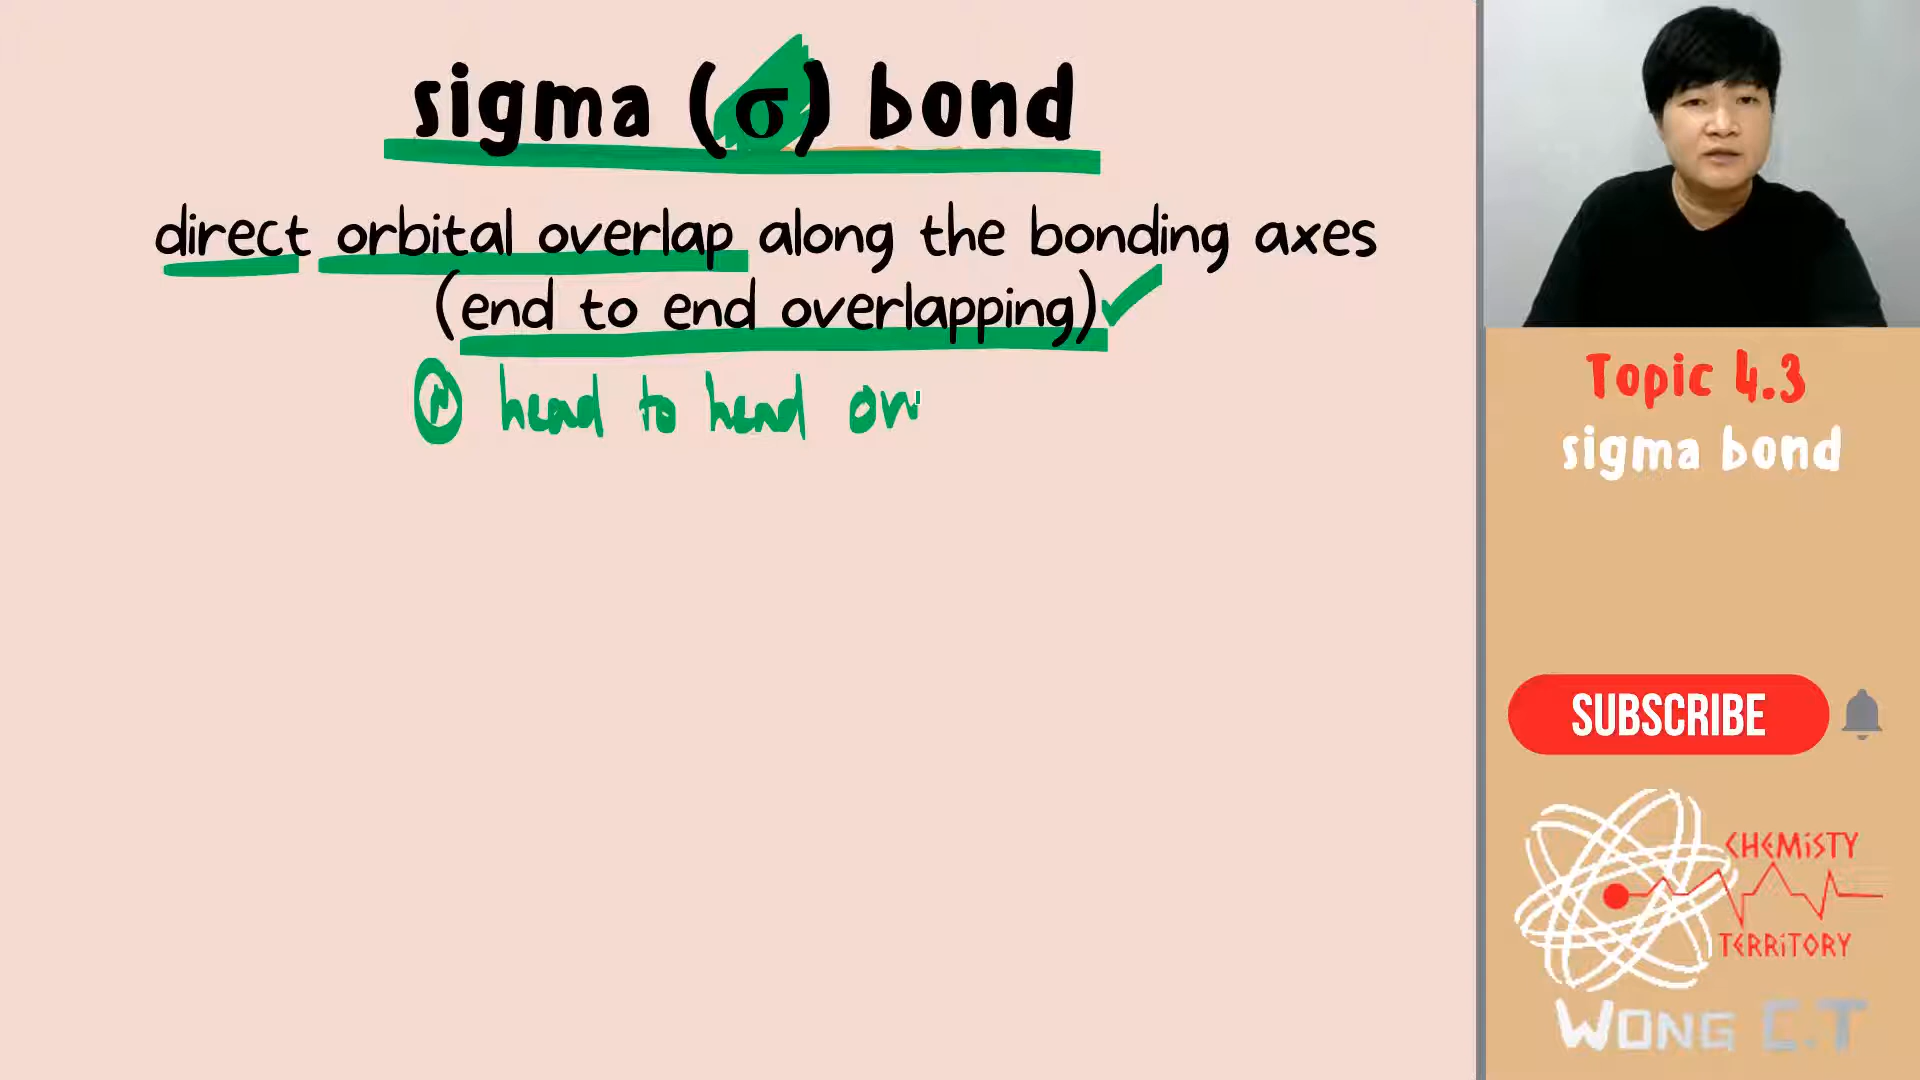 sigma (σ) bond
direct orbital overlap along the bonding axes
(end to end overlapping)
head to head
Topic 4.3
sigma bond
SUBSCRIBE
CHEMiSTY
TERRiTORY
WONG C.T